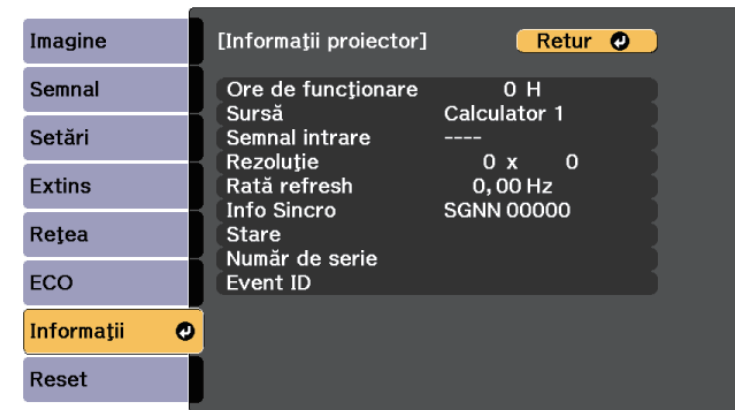 Imagine
Semnal
Setări
Extins
Reţea
ECO
Informaţii
Reset
[Informaţii proiector]
Retur
Ore de funcţionare 0 H
Sursă Calculator 1
Semnal intrare ----
Rezoluţie 0 x 0
Rată refresh 0,00 Hz
Info Sincro SGNN 00000
Stare
Număr de serie
Event ID